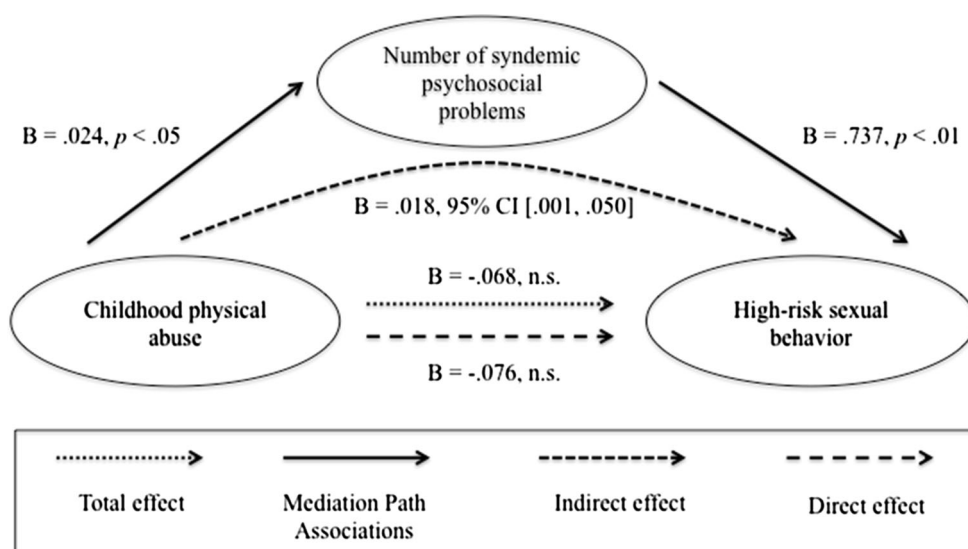 Number of syndemic
psychosocial
problems
B = .024, p < .05
B = .737, p < .01
B = .018, 95% CI [.001, .050]
B = -.068, n.s.
Childhood physical
abuse
High-risk sexual
behavior
B = -.076, n.s.
Total effect
Mediation Path
Associations
Indirect effect
Direct effect